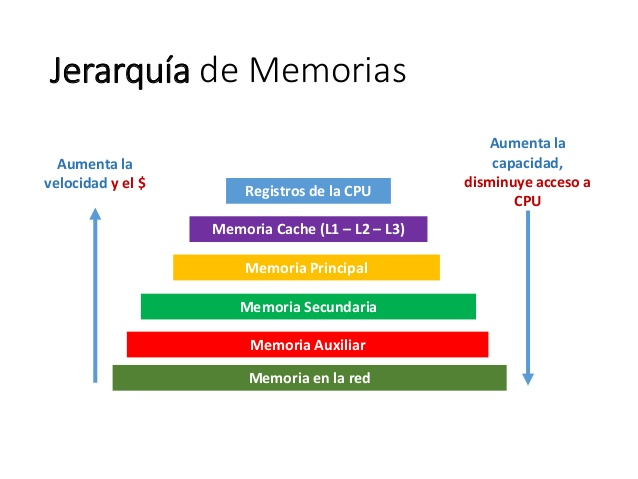 Jerarquía de Memorias
Aumenta la
velocidad y el $
Aumenta la
capacidad,
disminuye acceso a
CPU
Registros de la CPU
Memoria Cache (L1 – L2 – L3)
Memoria Principal
Memoria Secundaria
Memoria Auxiliar
Memoria en la red